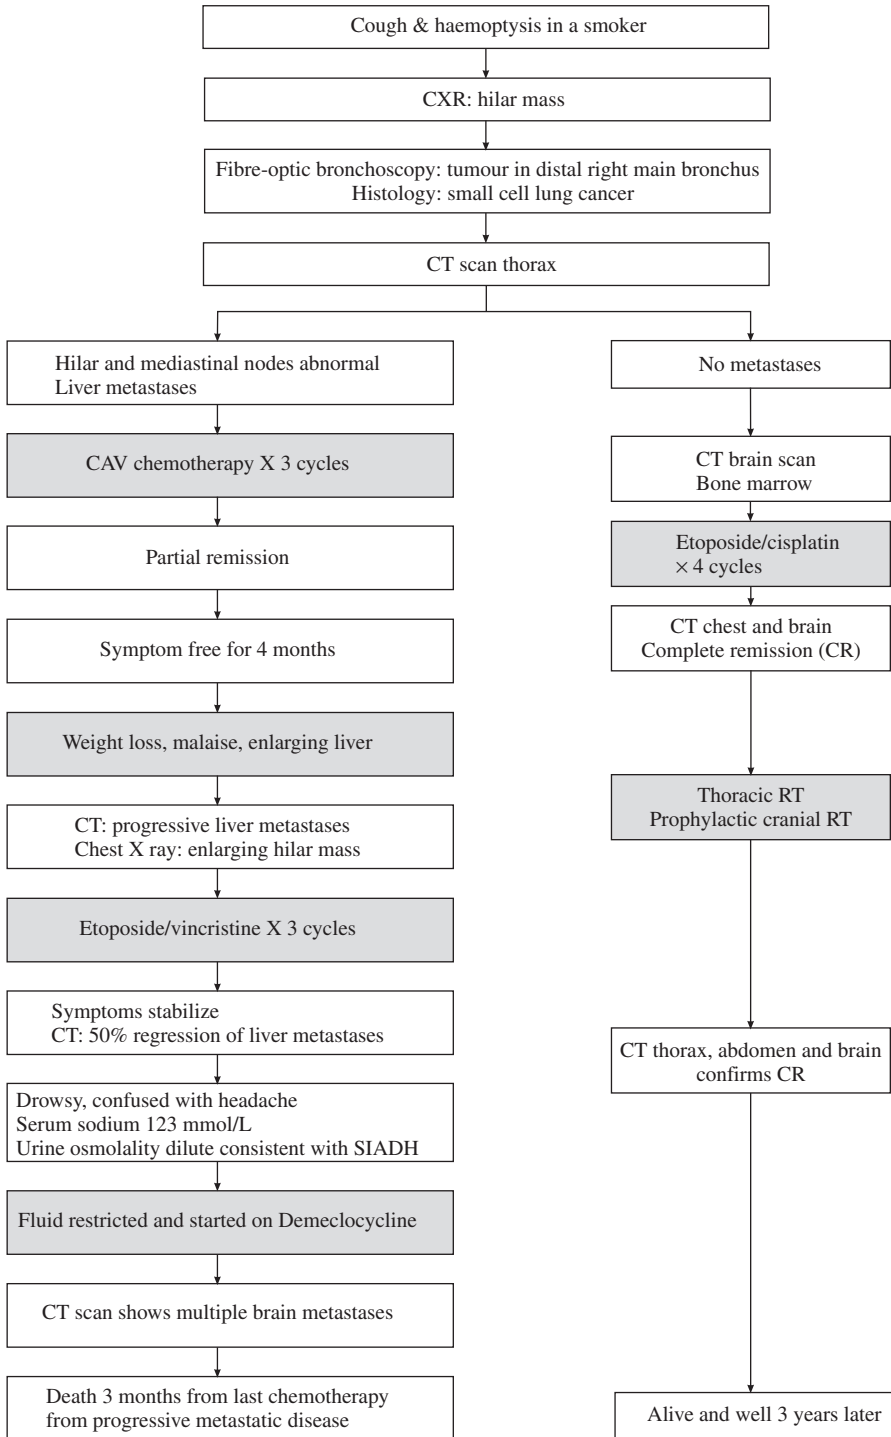 Cough & haemoptysis in a smoker
CXR: hilar mass
Fibre-optic bronchoscopy: tumour in distal right main bronchus
Histology: small cell lung cancer
CT scan thorax
Hilar and mediastinal nodes abnormal
Liver metastases
CAV chemotherapy X 3 cycles
Partial remission
Symptom free for 4 months
Weight loss, malaise, enlarging liver
CT: progressive liver metastases
Chest X ray: enlarging hilar mass
Etoposide/vincristine X 3 cycles
Symptoms stabilize
CT: 50% regression of liver metastases
Drowsy, confused with headache
Serum sodium 123 mmol/L
Urine osmolality dilute consistent with SIADH
Fluid restricted and started on Demeclocycline
CT scan shows multiple brain metastases
Death 3 months from last chemotherapy
from progressive metastatic disease
No metastases
CT brain scan
Bone marrow
Etoposide/cisplatin
× 4 cycles
CT chest and brain
Complete remission (CR)
Thoracic RT
Prophylactic cranial RT
CT thorax, abdomen and brain
confirms CR
Alive and well 3 years later